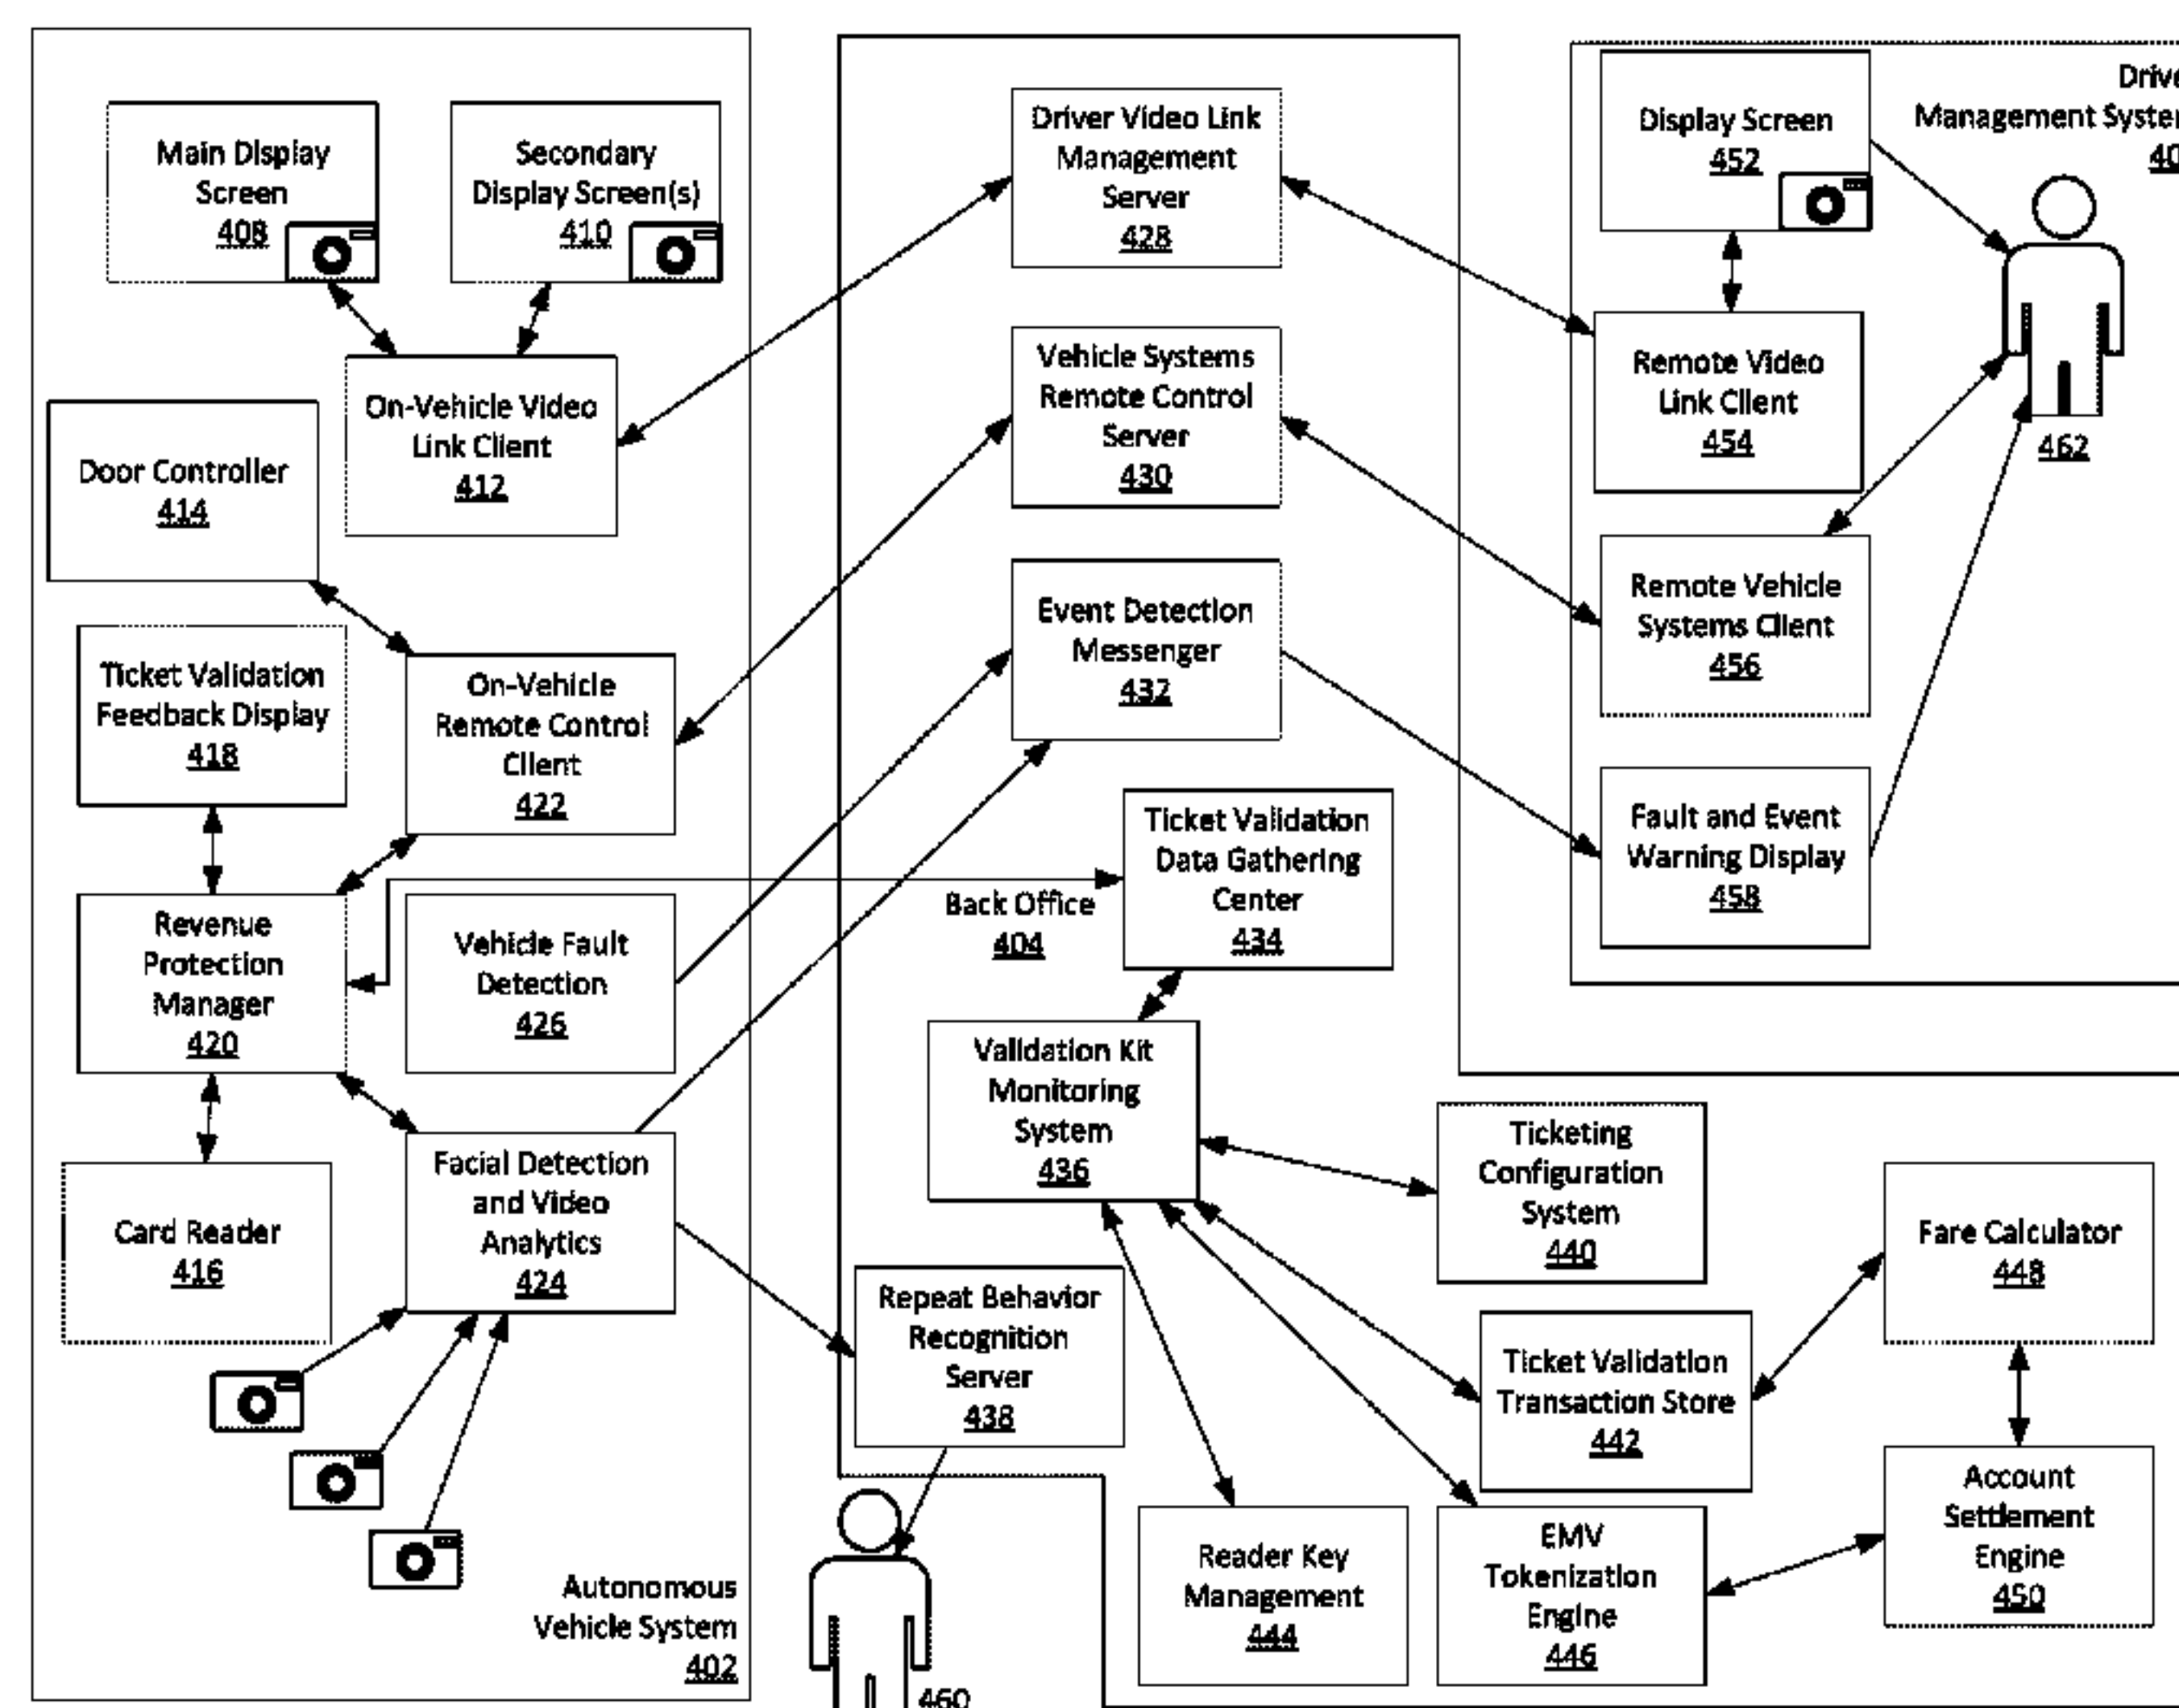 Main Display
Screen
408
Secondary
Display Screen(s)
410
On-Vehicle Video
Link Client
412
Door Controller
414
Ticket Validation
Feedback Display
418
On-Vehicle
Remote Control
Client
422
Revenue
Protection
Manager
420
Vehicle Fault
Detection
426
Card Reader
416
Facial Detection
and Video
Analytics
424
Autonomous
Vehicle System
402
Driver Video Link
Management
Server
428
Vehicle Systems
Remote Control
Server
430
Event Detection
Messenger
432
Ticket Validation
Data Gathering
Center
434
Back Office
404
Validation Kit
Monitoring
System
436
Repeat Behavior
Recognition
Server
438
460
Ticketing
Configuration
System
440
Ticket Validation
Transaction Store
442
Reader Key
Management
444
EMV
Tokenization
Engine
446
Fare Calculator
448
Account
Settlement
Engine
450
Display Screen
452
Management
462
Remote Video
Link Client
454
Remote Vehicle
Systems Client
456
Fault and Event
Warning Display
458